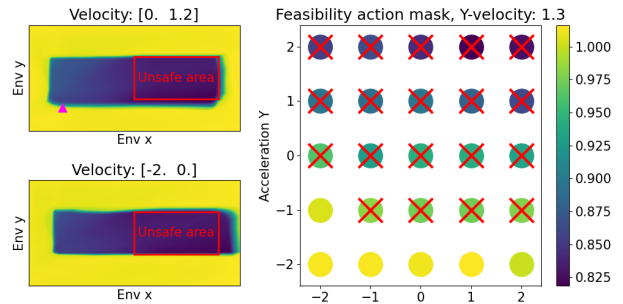 Velocity: [0. 1.2]
Env y
Unsafe area
Env x
Velocity: [-2. 0.]
Env y
Unsafe area
Env x
Feasibility action mask, Y-velocity: 1.3
Acceleration Y
2
1
0
−1
−2
−2 −1 0 1 2
1.000
0.975
0.950
0.925
0.900
0.875
0.850
0.825